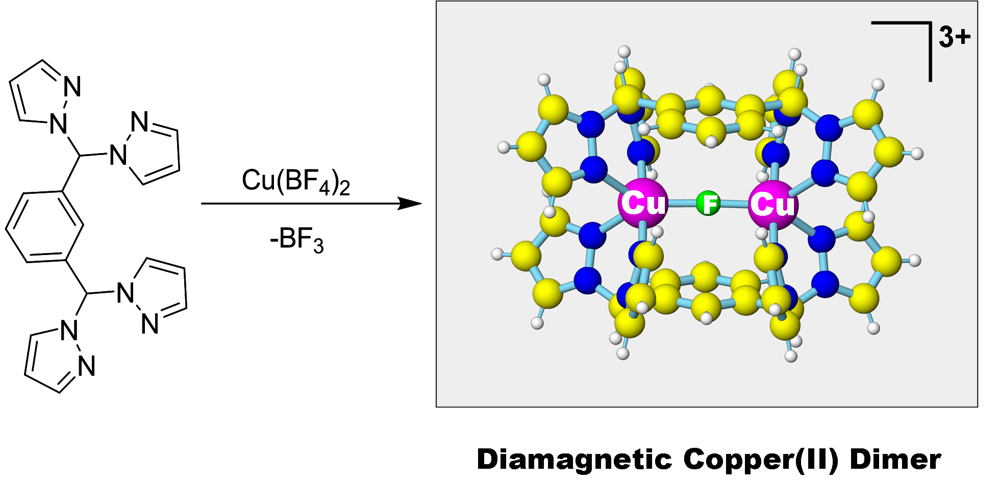 N
N
N
N
N
N
N
N
Cu(BF4)2
-BF3
3+
Cu
F
Cu
Diamagnetic Copper(II) Dimer